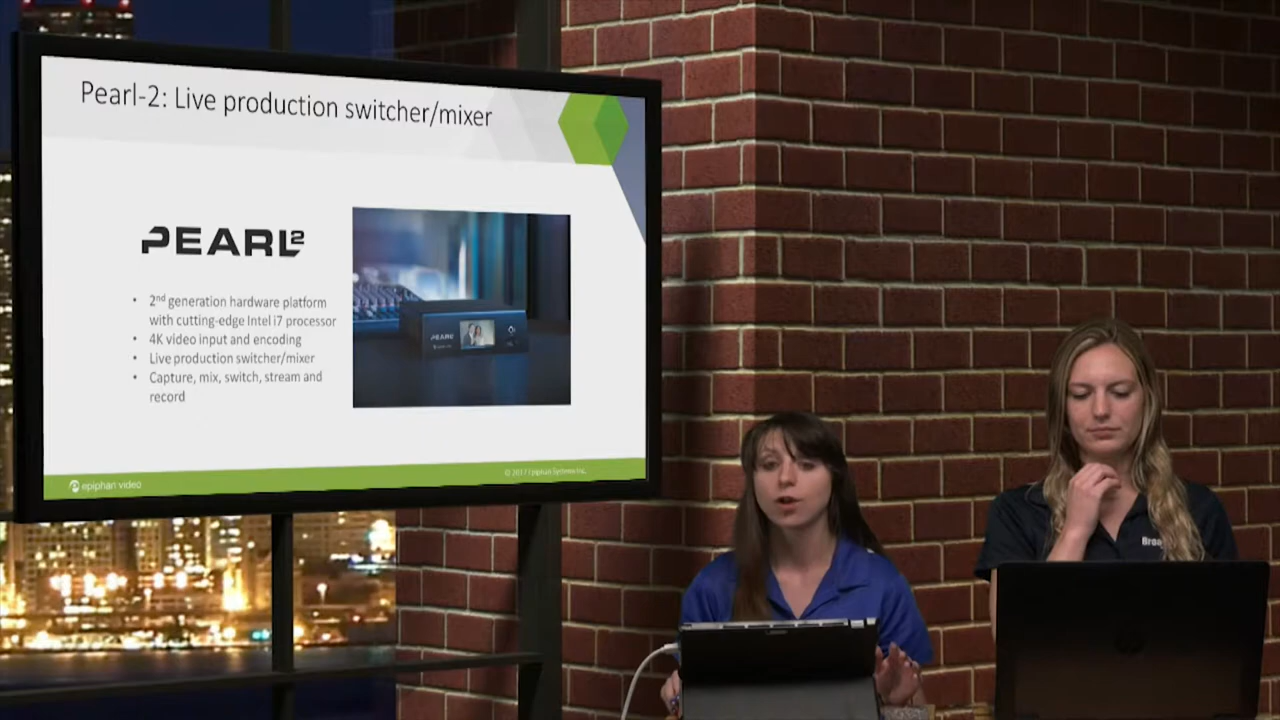 Pearl-2: Live production switcher/mixer
PEARL2
• 2nd generation hardware platform
with cutting-edge Intel i7 processor
• 4K video input and encoding
• Live production switcher/mixer
• Capture, mix, switch, stream and
record
PEARL
© 2017 Epiphan Systems Inc.
epiphan video